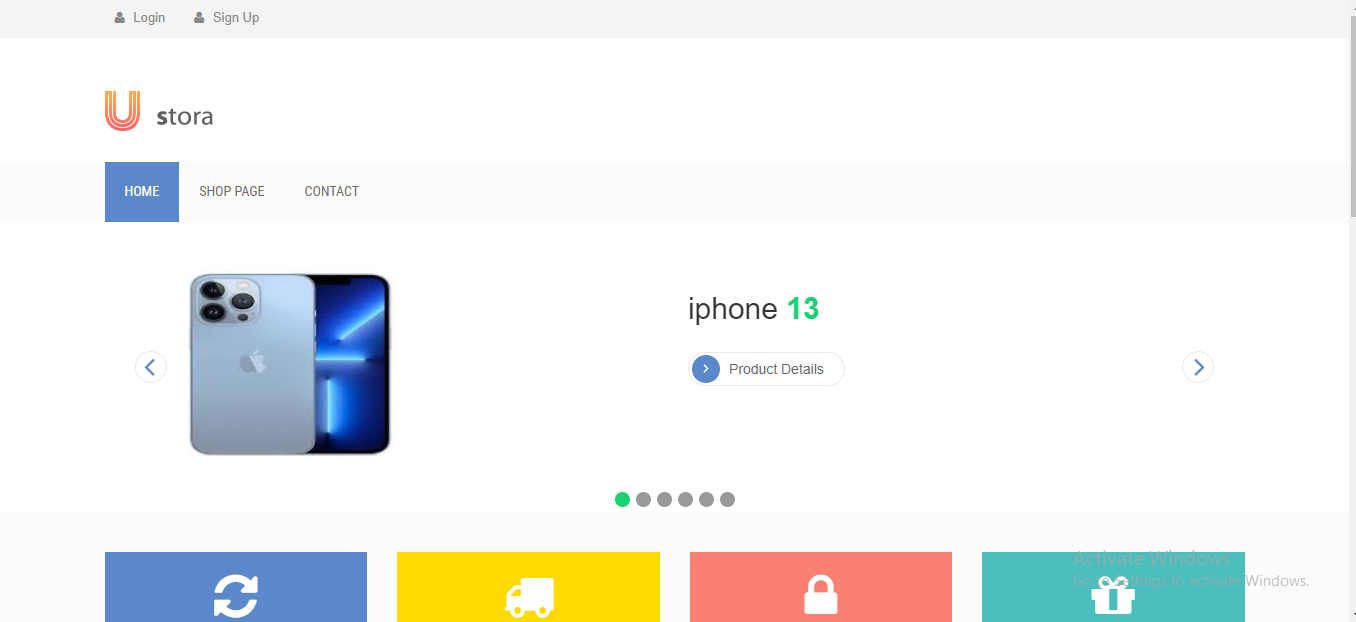 Login Sign Up
U stora
HOME SHOP PAGE CONTACT
iphone 13
Product Details
Activate Windows
Go to Settings to activate Windows.